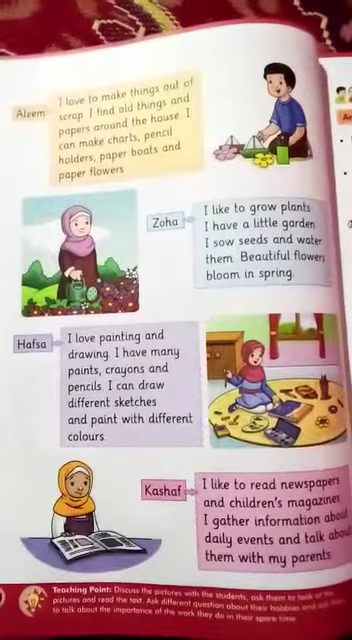 Aleem
I love to make things out of
scrap. I find old things and
papers around the house. I
can make charts, pencil
holders, paper boats and
paper flowers
Zoha
I like to grow plants
I have a little garden
I sow seeds and water
them. Beautiful flowers
bloom in spring.
Hafsa
I love painting and
drawing. I have many
paints, crayons and
pencils. I can draw
different sketches
and paint with different
colours.
Kashaf
I like to read newspapers
and children's magazines
I gather information about
daily events and talk about
them with my parents
Teaching Point: Discuss the pictures with the students, ask them to look at
pictures and read the text. Ask different question about their hobbies and
to talk about the importance of the work they do in their spare time